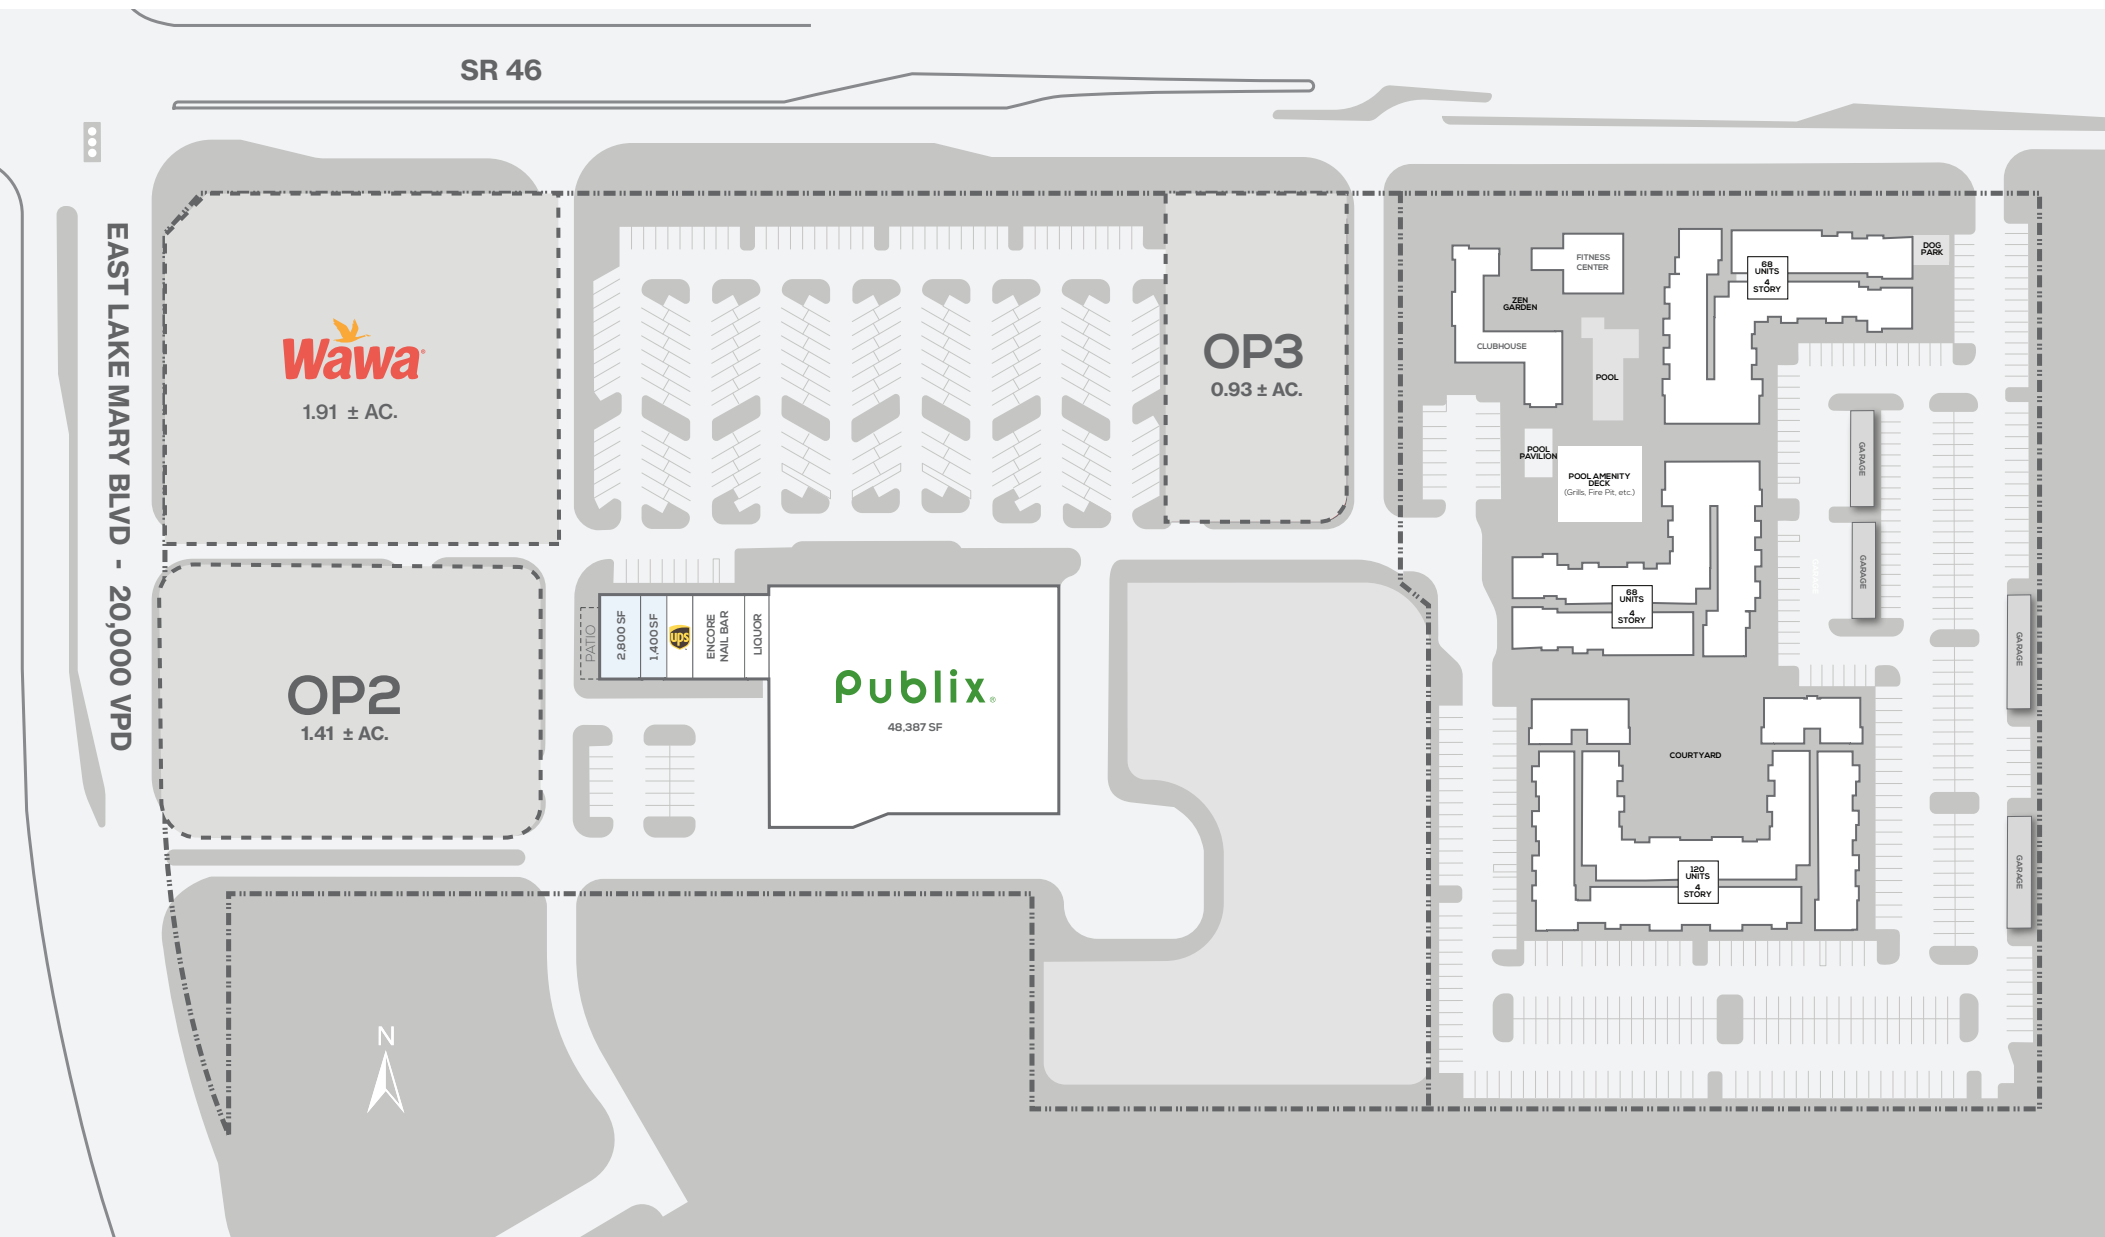 SR 46
EAST LAKE MARY BLVD - 20,0000 VPD
Wawa
1.91 ± AC.
OP3
0.93 ± AC.
OP2
1.41 ± AC.
PATIO
2,800 SF
1,400 SF
ups
ENCORE
NAIL BAR
LIQUOR
Publix
48,387 SF
N
FITNESS
CENTER
ZEN
GARDEN
CLUBHOUSE
POOL
POOL
PAVILION
POOL AMENITY
DECK
(Grills, Fire Pit, etc.)
68
UNITS
4
STORY
DOG
PARK
GARAGE
GARAGE
68
UNITS
4
STORY
GARAGE
COURTYARD
120
UNITS
4
STORY
GARAGE